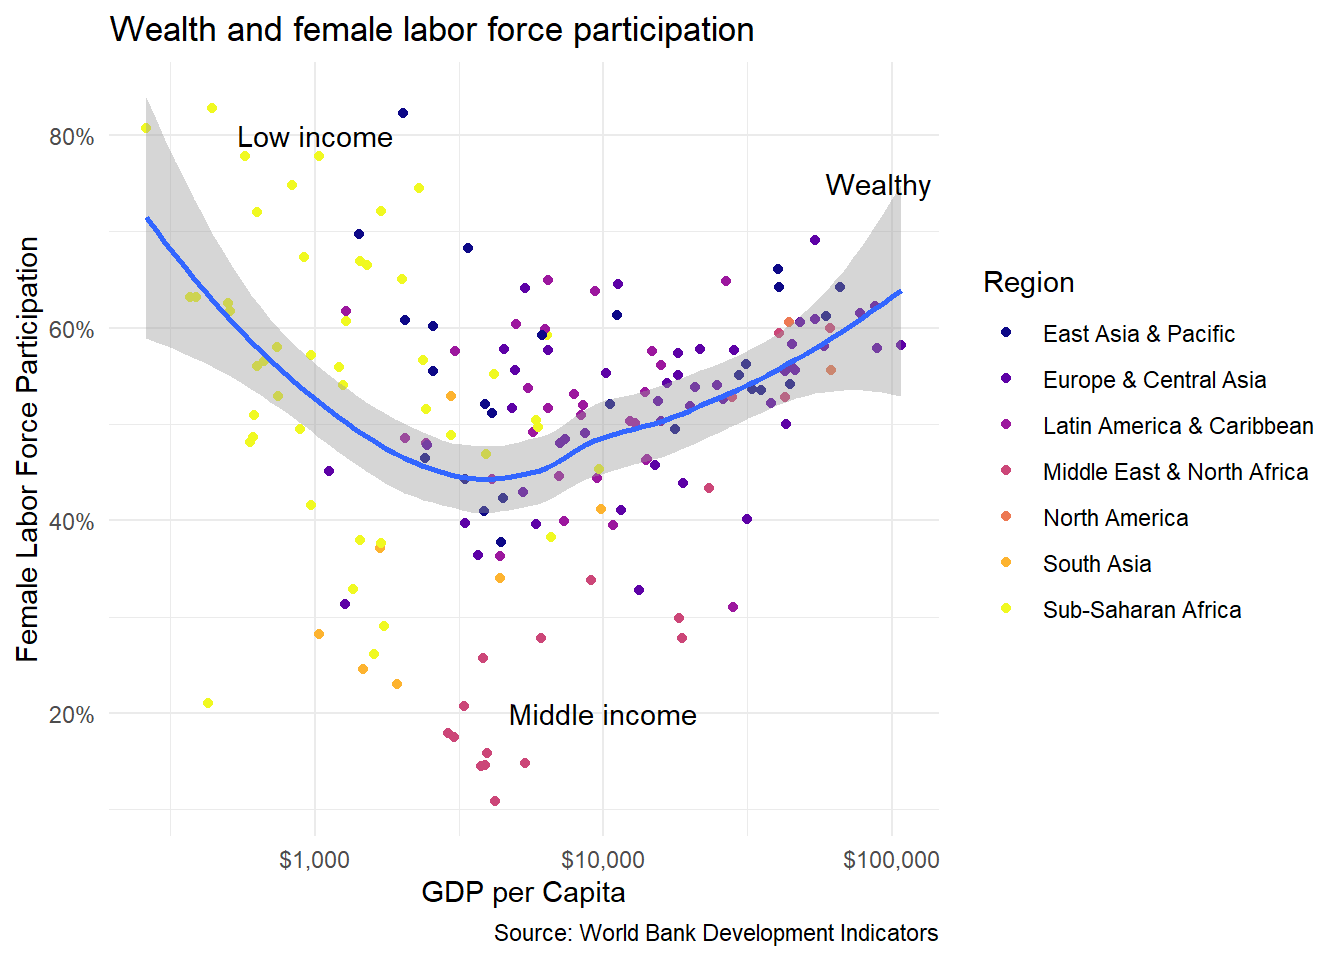 Wealth and female labor force participation
Female Labor Force Participation
80%
60%
40%
20%
Low income
Wealthy
Middle income
$1,000
$10,000
$100,000
GDP per Capita
Region
East Asia & Pacific
Europe & Central Asia
Latin America & Caribbean
Middle East & North Africa
North America
South Asia
Sub-Saharan Africa
Source: World Bank Development Indicators